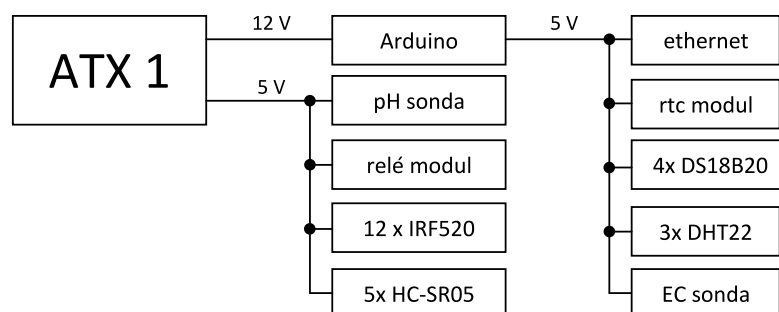 ATX 1
12 V
Arduino
5 V
ethernet
5 V
pH sonda
rtc modul
relé modul
4x DS18B20
12 x IRF520
3x DHT22
5x HC-SR05
EC sonda